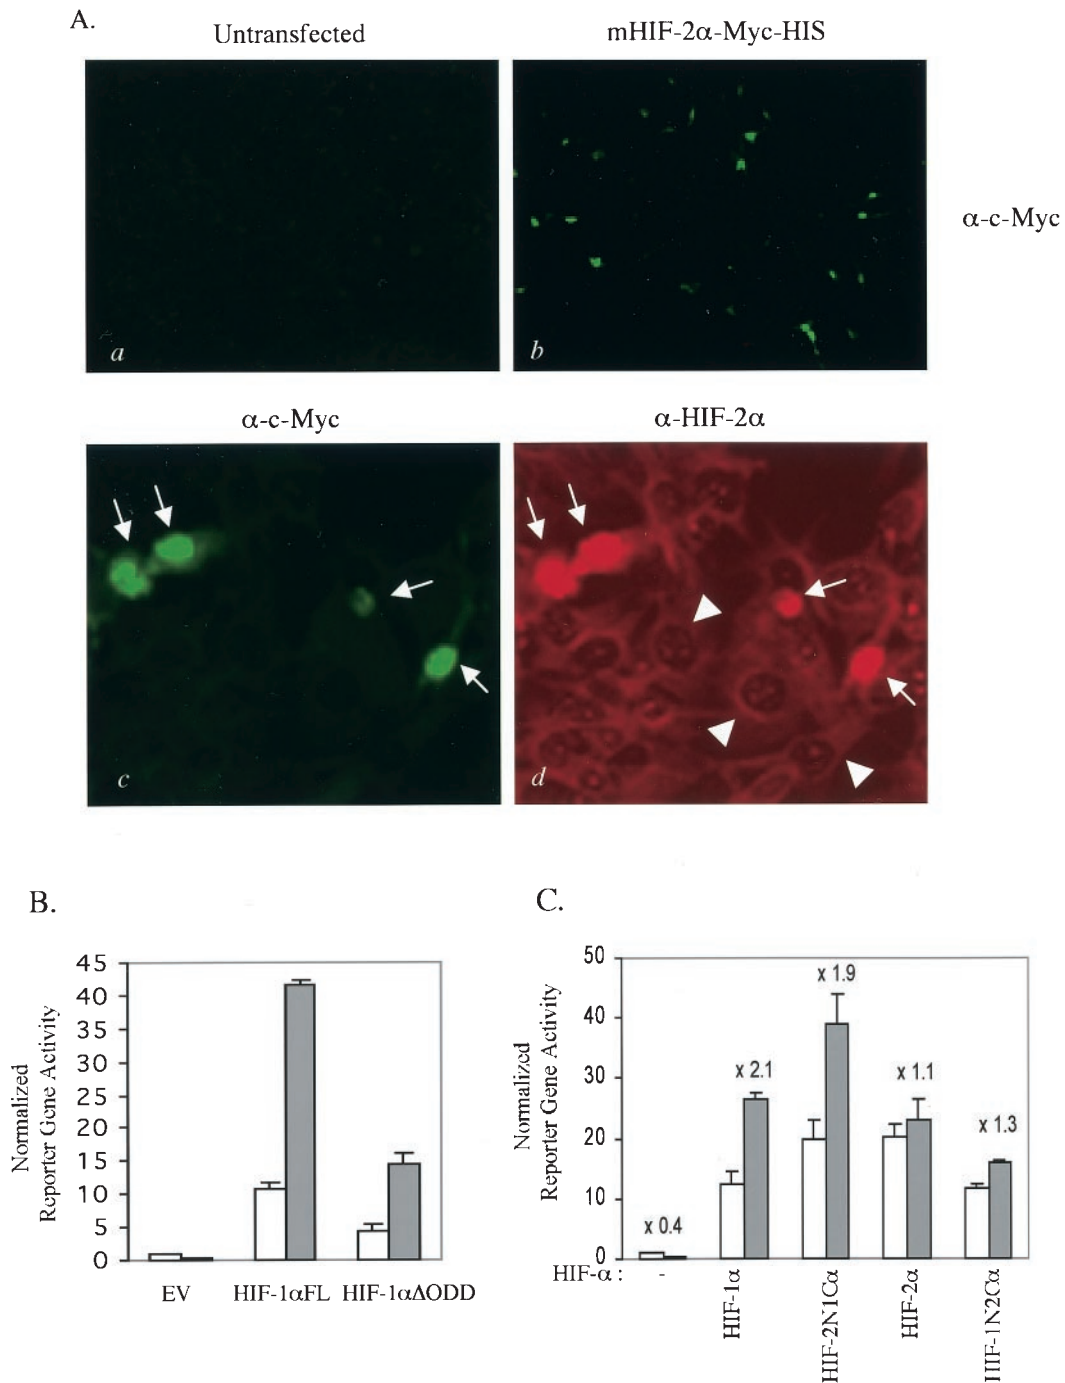 A.
Untransfected
mHIF-2α-Myc-HIS
a
b
α-c-Myc
α-c-Myc
α-HIF-2α
c
d
B.
Normalized
Reporter Gene Activity
45
40
35
30
25
20
15
10
5
0
EV
HIF-1αFL
HIF-1αΔODD
C.
Normalized
Reporter Gene Activity
50
40
30
20
10
0
x 0.4
x 2.1
x 1.9
x 1.1
x 1.3
HIF-α :
-
HIF-1α
HIF-2N1Cα
HIF-2α
HIF-1N2Cα